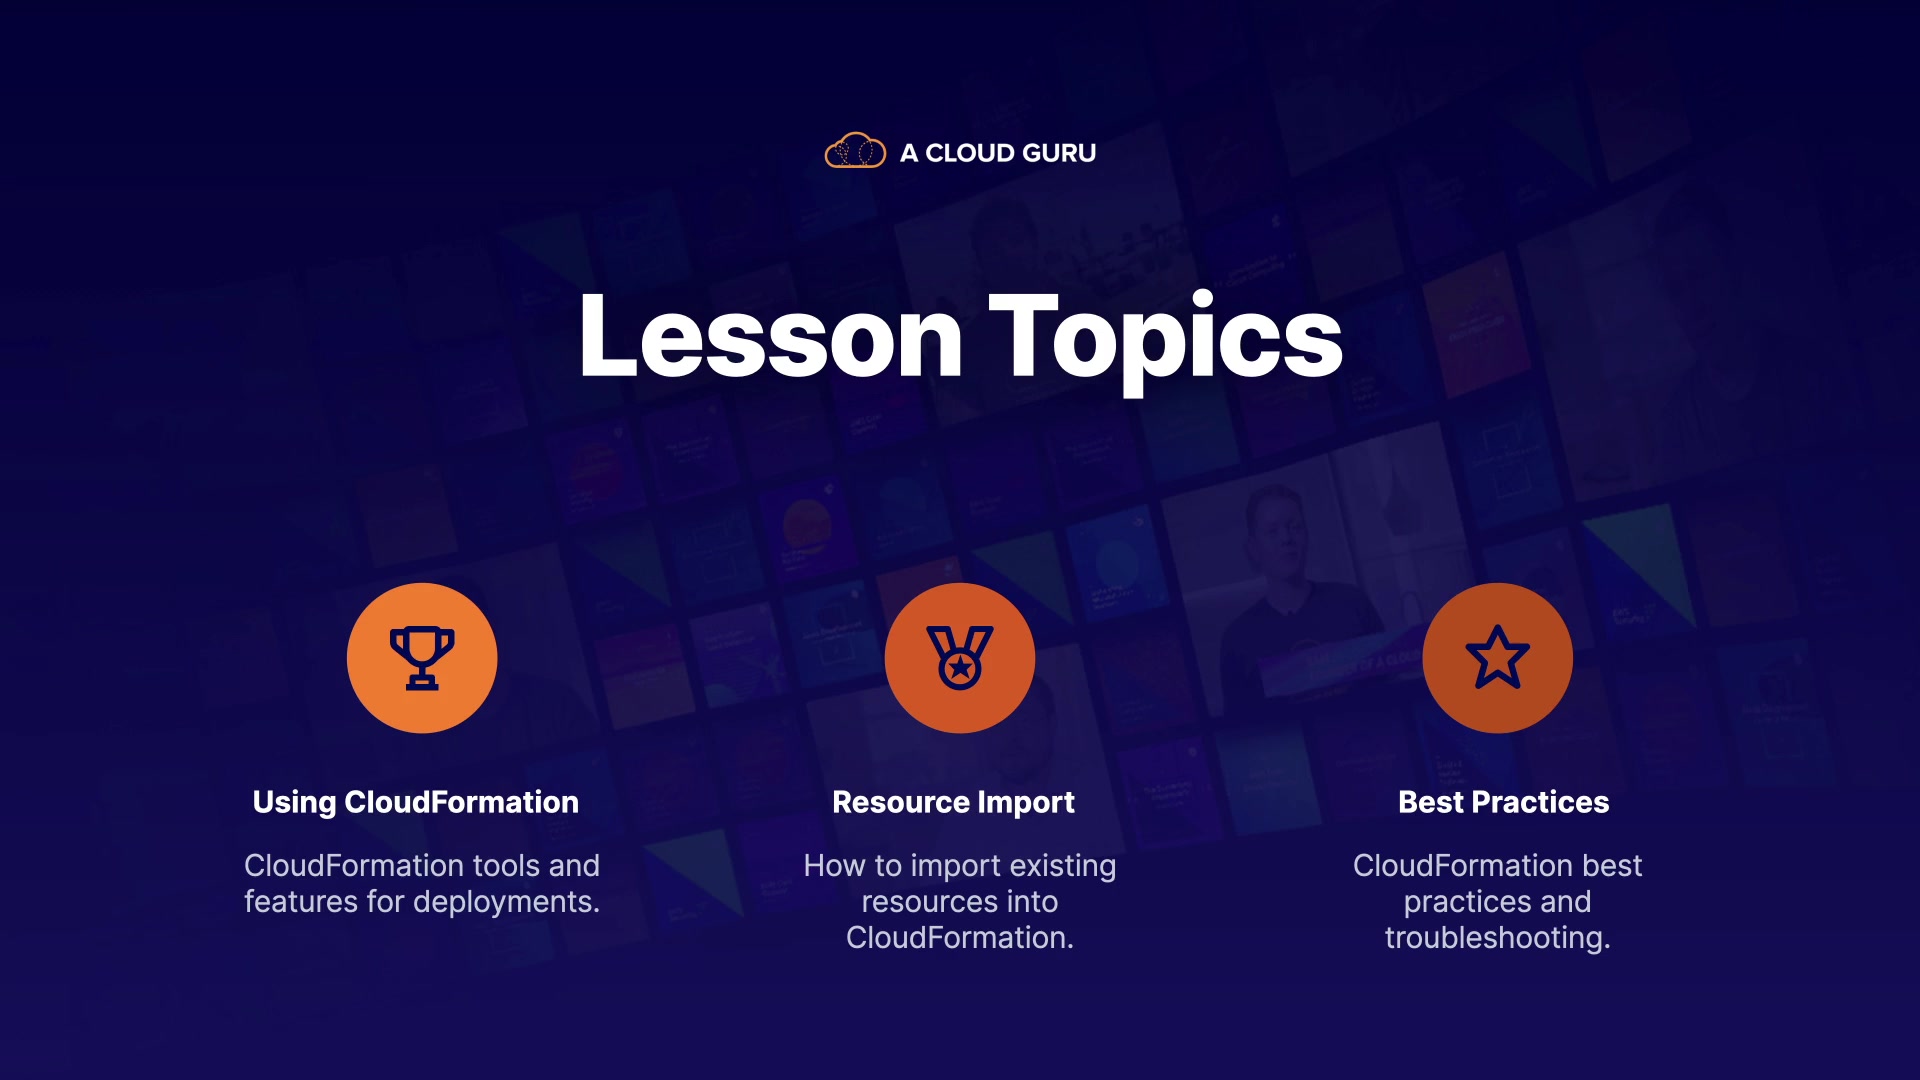 A CLOUD GURU
Lesson Topics
Using CloudFormation
CloudFormation tools and
features for deployments.
Resource Import
How to import existing
resources into
CloudFormation.
Best Practices
CloudFormation best
practices and
troubleshooting.